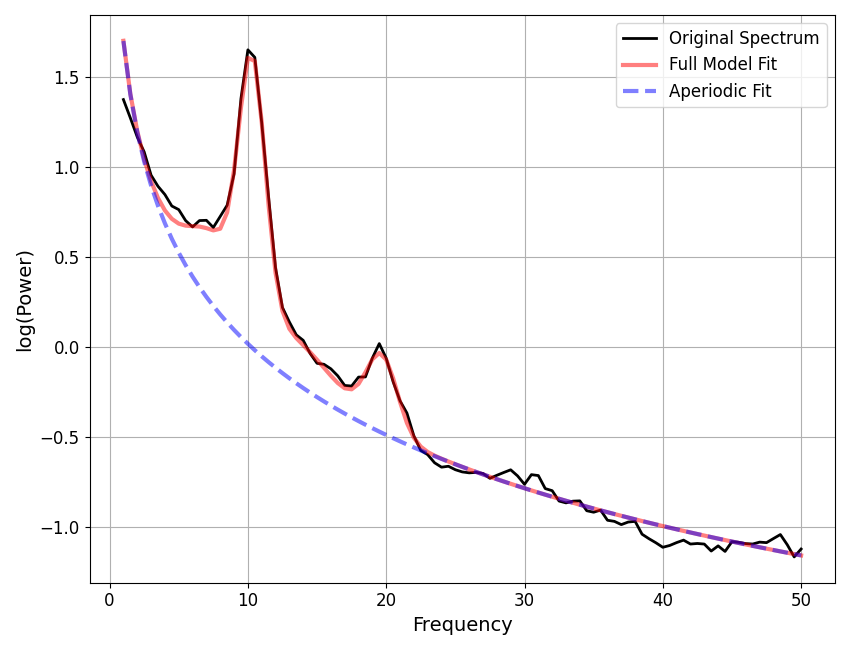 Original Spectrum
Full Model Fit
Aperiodic Fit
log(Power)
1.5
1.0
0.5
0.0
−0.5
−1.0
0 10 20 30 40 50
Frequency